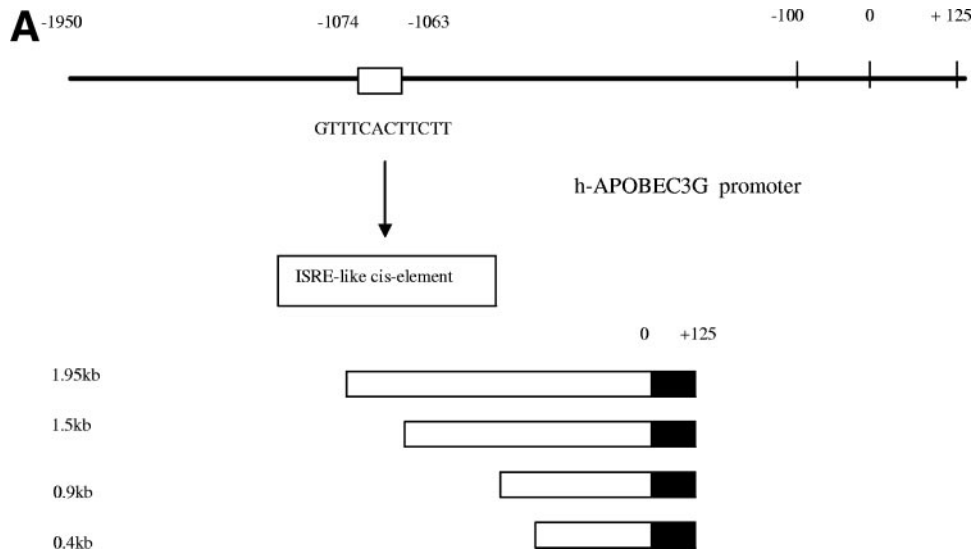 A
-1950 -1074 -1063 -100 0 + 125
GTTTCACTTCTT
h-APOBEC3G promoter
ISRE-like cis-element
0 +125
1.95kb
1.5kb
0.9kb
0.4kb